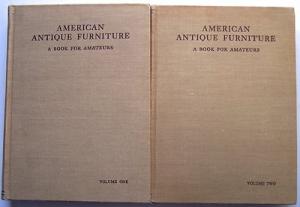 AMERICAN
ANTIQUE FURNITURE
A BOOK FOR AMATEURS
VOLUME ONE
AMERICAN
ANTIQUE FURNITURE
A BOOK FOR AMATEURS
VOLUME TWO